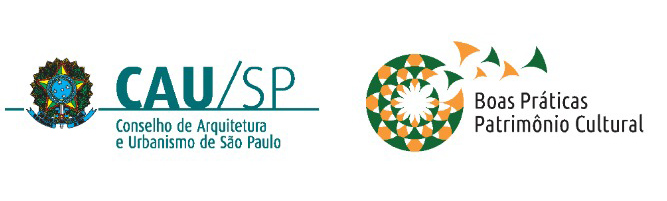 CAU/SP
Conselho de Arquitetura
e Urbanismo de São Paulo
Boas Práticas
Patrimônio Cultural